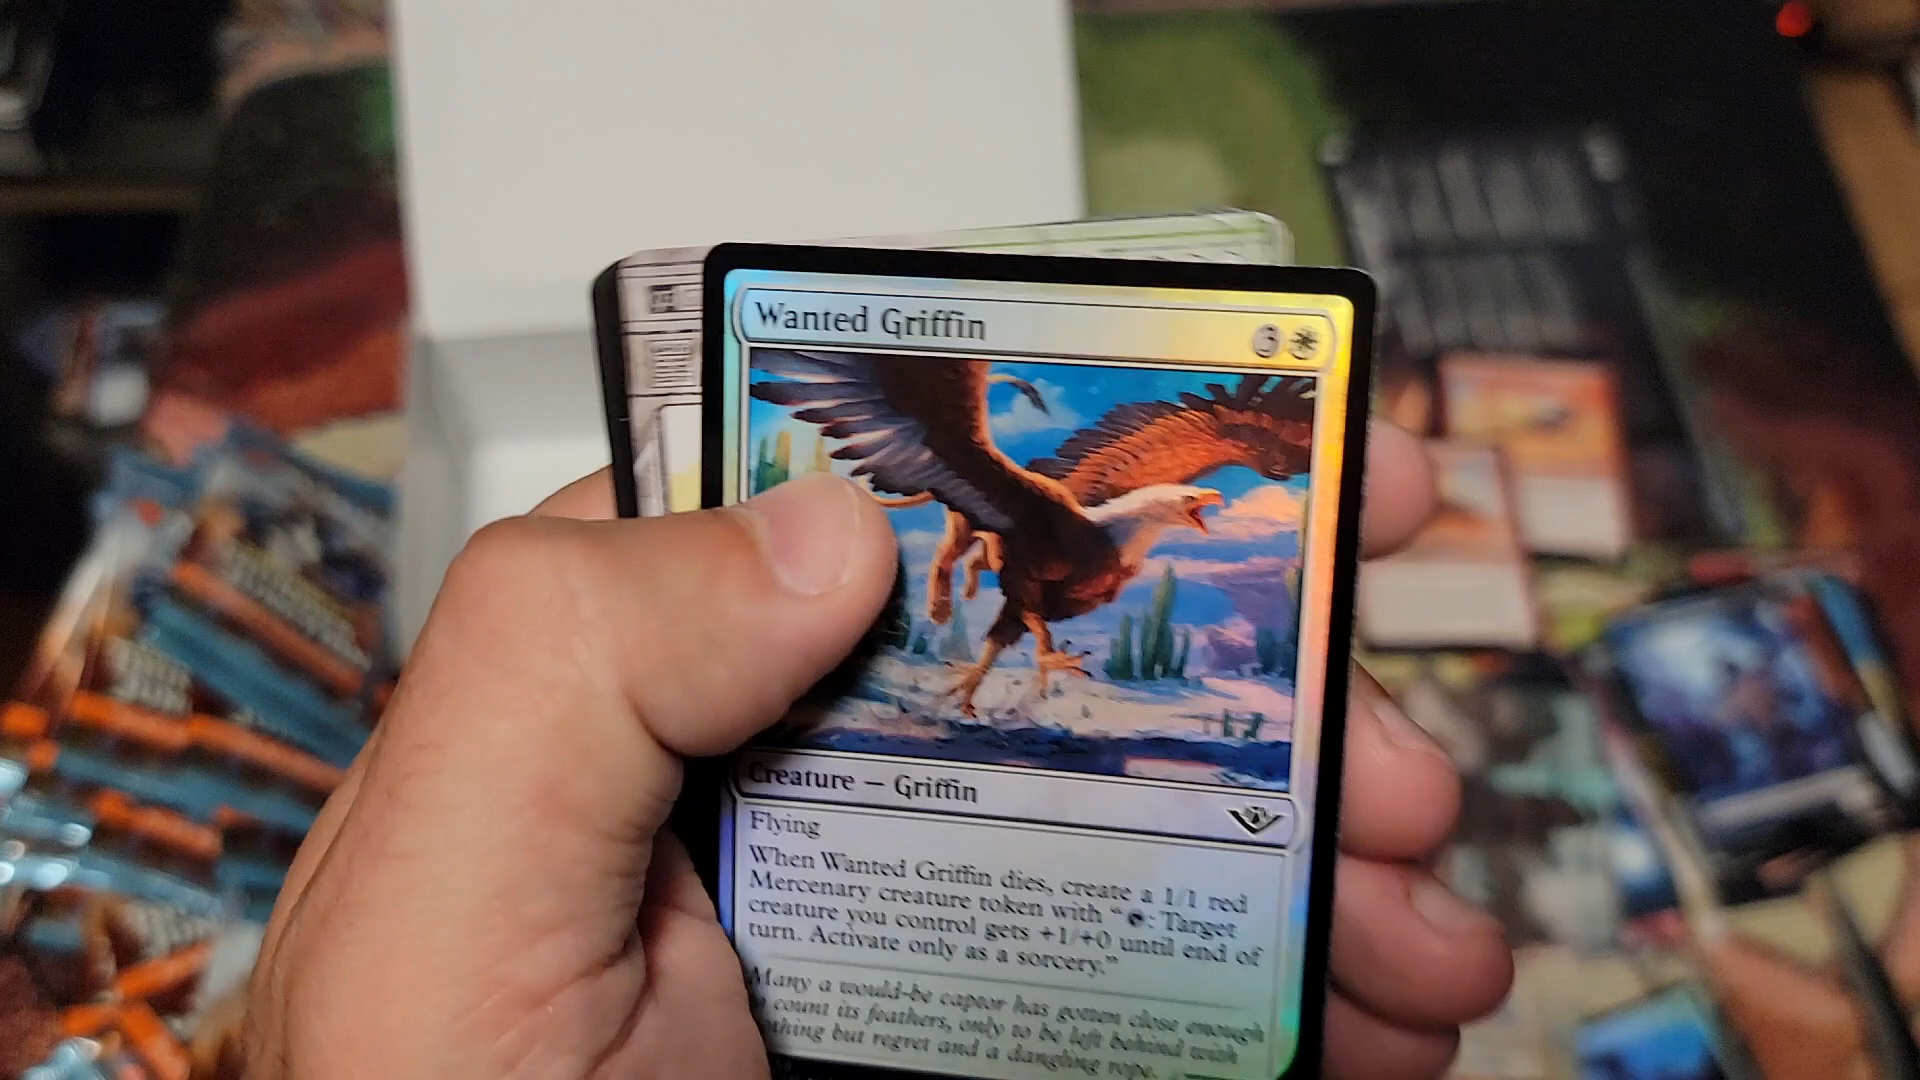 Wanted Griffin
3
Creature — Griffin
Flying
When Wanted Griffin dies, create a 1/1 red
Mercenary creature token with “ : Target
creature you control gets +1/+0 until end of
turn. Activate only as a sorcery.”
Many a would-be captor has gotten close enough
count its feathers, only to be left behind with
but regret and a dangling rope.